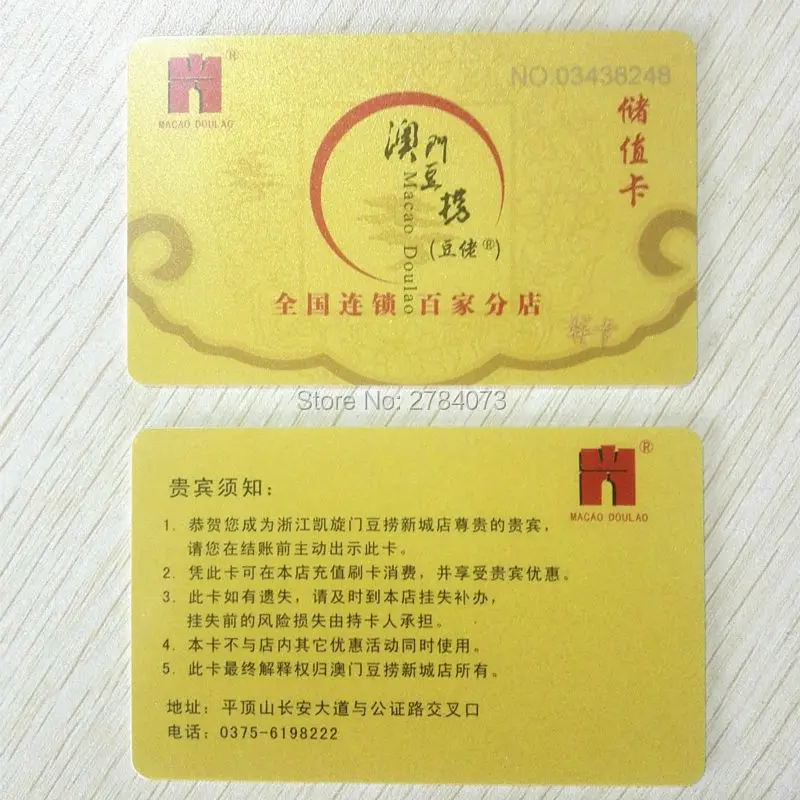 MACAO DOULAO
®
NO.03438248
储值卡
澳门豆捞
Macao Doulao
(豆佬®)
全国连锁 百家分店
Store No: 2784073
®
MACAO DOULAO
贵宾须知：
1. 恭贺您成为浙江凯旋门豆捞新城店尊贵的贵宾，
请您在结账前主动出示此卡。
2. 凭此卡可在本店充值刷卡消费，并享受贵宾优惠。
3. 此卡如有遗失，请及时到本店挂失补办，
挂失前的风险损失由持卡人承担。
4. 本卡不与店内其它优惠活动同时使用。
5. 此卡最终解释权归澳门豆捞新城店所有。
地址：平顶山长安大道与公证路交叉口
电话：0375-6198222